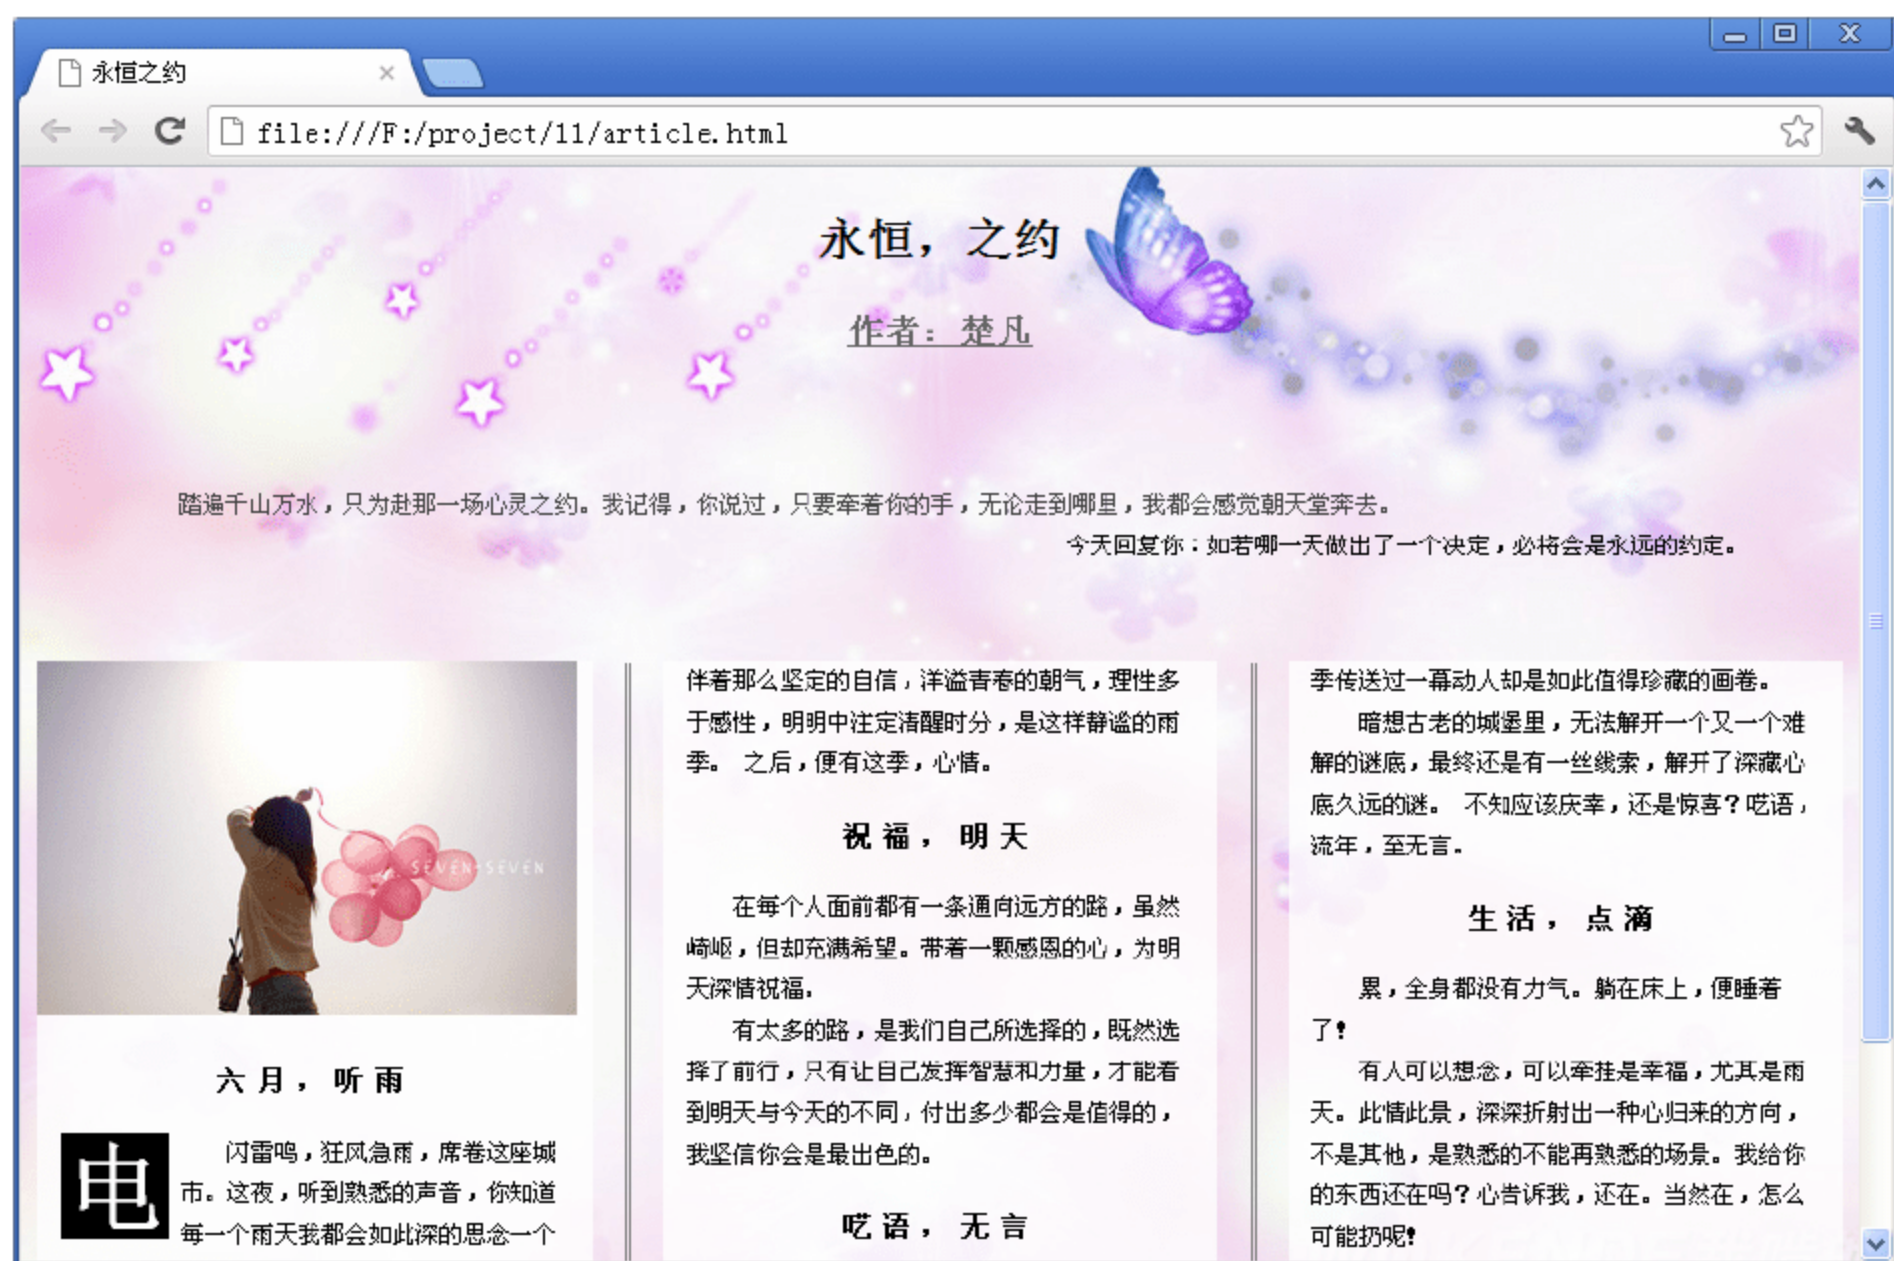 永恒之约
file:///F:/project/11/article.html
永恒，之约
作者：楚凡
踏遍千山万水，只为赴那一场心灵之约。我记得，你说过，只要牵着你的手，无论走到哪里，我都会感觉朝天堂奔去。
今天回复你：如若哪一天做出了一个决定，必将会是永远的约定。
SEVEN·SEVEN
六月，听雨
电
闪雷鸣，狂风急雨，席卷这座城
市。这夜，听到熟悉的声音，你知道
每一个雨天我都会如此深的思念一个
伴着那么坚定的自信，洋溢青春的朝气，理性多
于感性，明明中注定清醒时分，是这样静谧的雨
季。 之后，便有这季，心情。
祝福，明天
在每个人面前都有一条通向远方的路，虽然
崎岖，但却充满希望。带着一颗感恩的心，为明
天深情祝福。
有太多的路，是我们自己所选择的，既然选
择了前行，只有让自己发挥智慧和力量，才能看
到明天与今天的不同，付出多少都会是值得的，
我坚信你会是最出色的。
呓语，无言
季传送过一幕动人却是如此值得珍藏的画卷。
暗想古老的城堡里，无法解开一个又一个难
解的谜底，最终还是有一丝线索，解开了深藏心
底久远的谜。 不知应该庆幸，还是惊喜？呓语，
流年，至无言。
生活，点滴
累，全身都没有力气。躺在床上，便睡着
了！
有人可以想念，可以牵挂是幸福，尤其是雨
天。此情此景，深深折射出一种心归来的方向，
不是其他，是熟悉的不能再熟悉的场景。我给你
的东西还在吗？心告诉我，还在。当然在，怎么
可能扔呢！